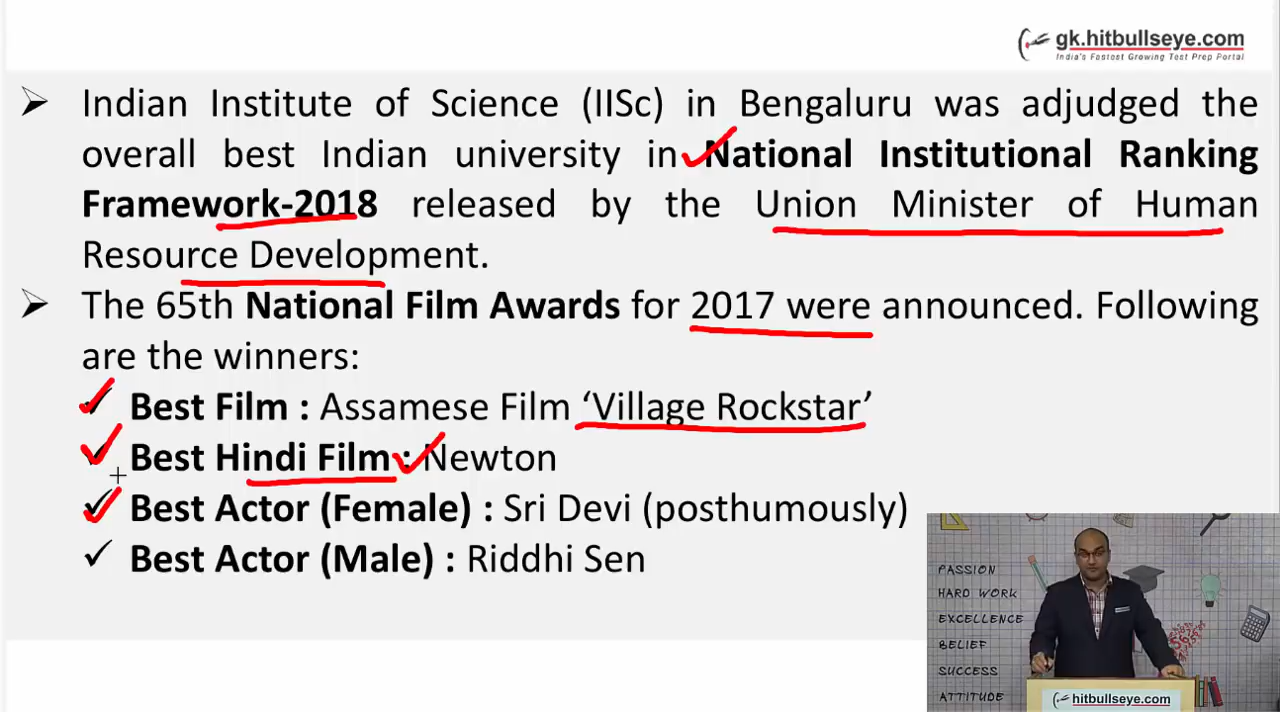 gk.hitbullseye.com
India's Fastest Growing Test Prep Portal
➤ Indian Institute of Science (IISc) in Bengaluru was adjudged the
overall best Indian university in National Institutional Ranking
Framework-2018 released by the Union Minister of Human
Resource Development.
➤ The 65th National Film Awards for 2017 were announced. Following
are the winners:
✓ Best Film : Assamese Film ‘Village Rockstar’
✓ Best Hindi Film : Newton
✓ Best Actor (Female) : Sri Devi (posthumously)
✓ Best Actor (Male) : Riddhi Sen
PASSION
HARD WORK
EXCELLENCE
BELIEF
SUCCESS
ATTITUDE
hitbullseye.com